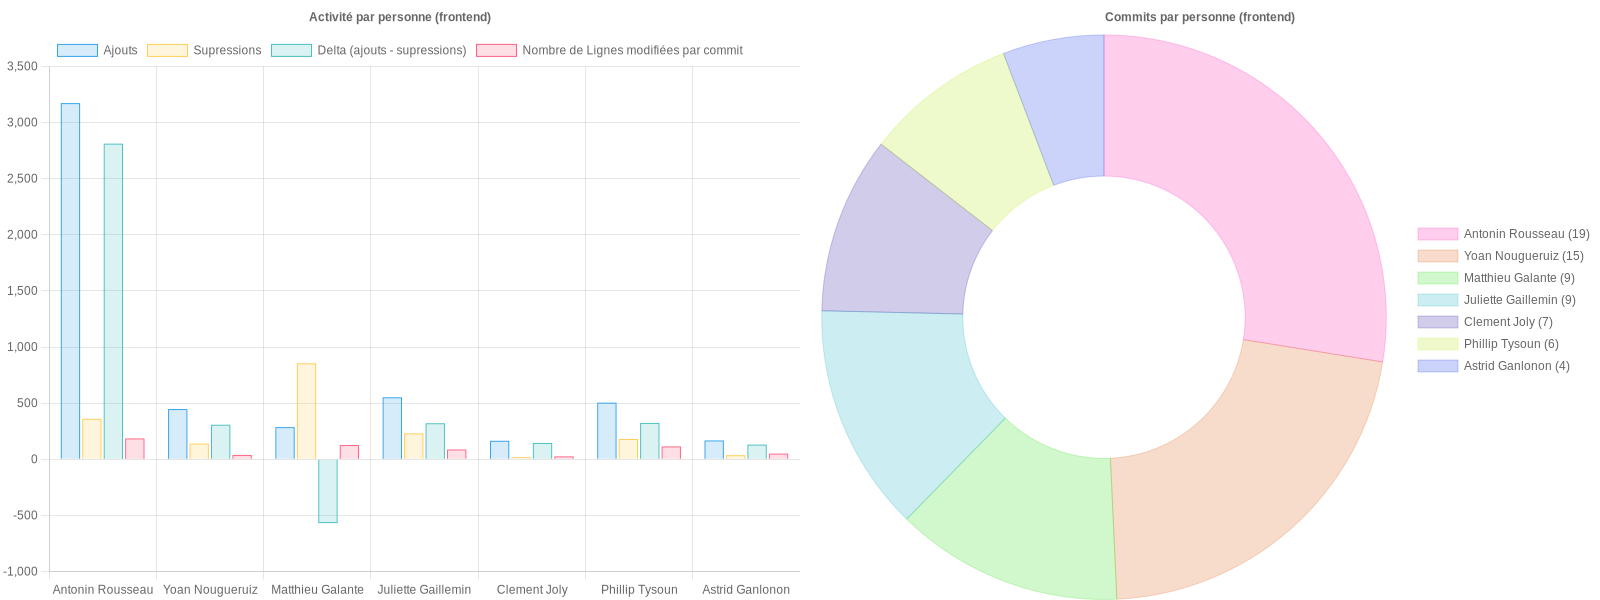 Activité par personne (frontend)
Ajouts
Supressions
Delta (ajouts - supressions)
Nombre de Lignes modifiées par commit
3,500
3,000
2,500
2,000
1,500
1,000
500
0
-500
-1,000
Antonin Rousseau
Yoan Nougueruiz
Matthieu Galante
Juliette Gaillemin
Clement Joly
Phillip Tysoun
Astrid Ganlonon
Commits par personne (frontend)
Antonin Rousseau (19)
Yoan Nougueruiz (15)
Matthieu Galante (9)
Juliette Gaillemin (9)
Clement Joly (7)
Phillip Tysoun (6)
Astrid Ganlonon (4)